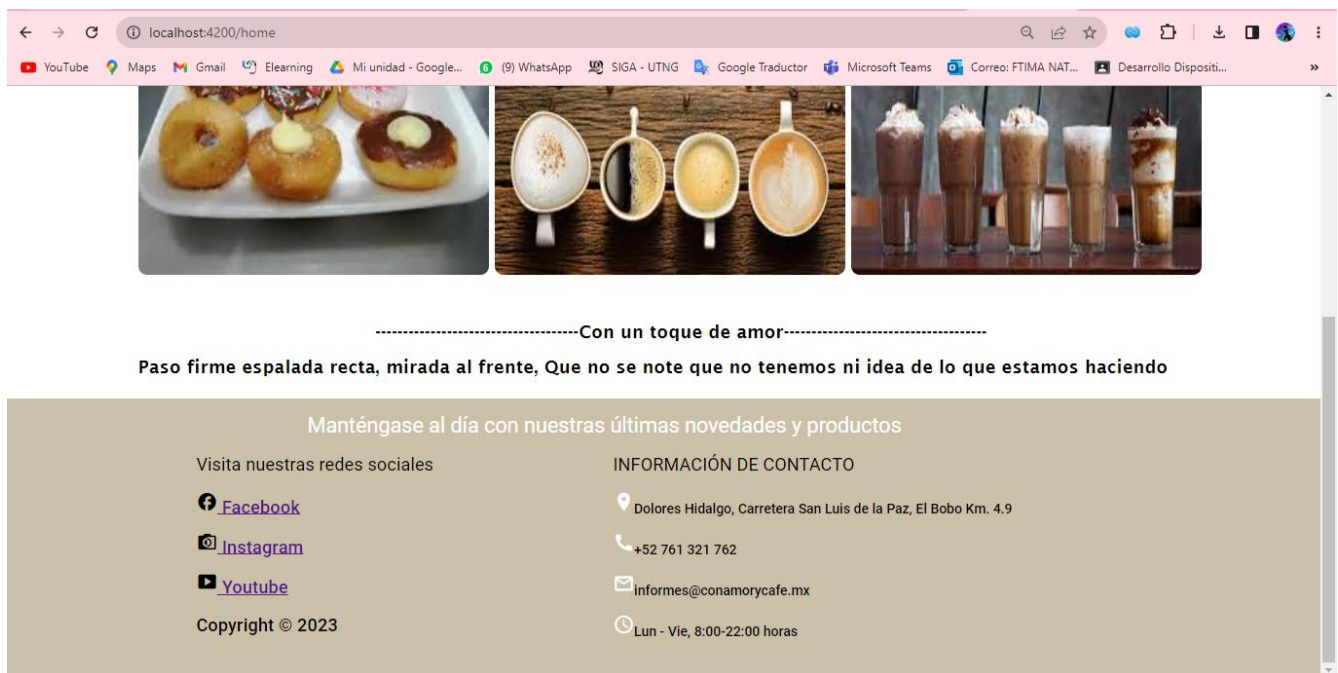 localhost:4200/home
YouTube Maps Gmail Elearning Mi unidad - Google... (9) WhatsApp SIGA - UTNG Google Traductor Microsoft Teams Correo: FTIMA NAT... Desarrollo Dispositi... »
-------------------------------------Con un toque de amor-------------------------------------
Paso firme espalada recta, mirada al frente, Que no se note que no tenemos ni idea de lo que estamos haciendo
Manténgase al día con nuestras últimas novedades y productos
Visita nuestras redes sociales
Facebook
Instagram
Youtube
Copyright © 2023
INFORMACIÓN DE CONTACTO
Dolores Hidalgo, Carretera San Luis de la Paz, El Bobo Km. 4.9
+52 761 321 762
informes@conamorycafe.mx
Lun - Vie, 8:00-22:00 horas